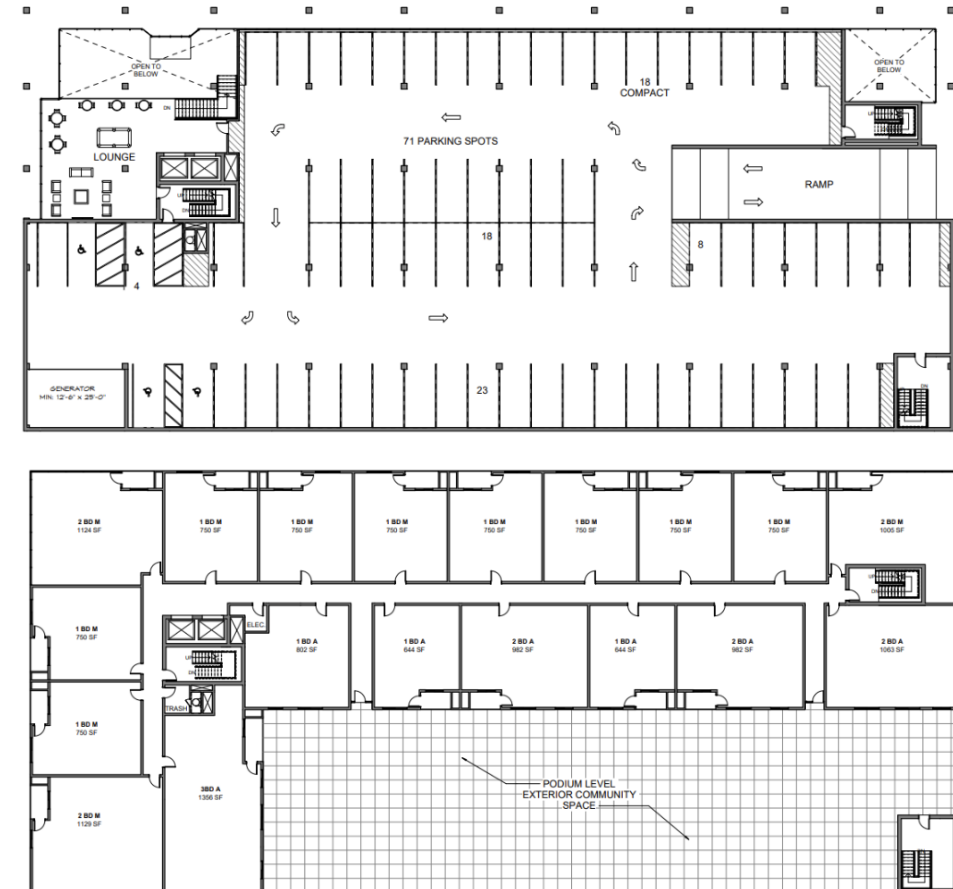 OPEN TO
BELOW
OPEN TO
BELOW
18
COMPACT
DN
71 PARKING SPOTS
LOUNGE
RAMP
UP
DN
18
8
4
GENERATOR
MIN: 12'-6" x 25'-0"
23
DN
2 BD M
1124 SF
1 BD M
750 SF
1 BD M
750 SF
1 BD M
750 SF
1 BD M
750 SF
1 BD M
750 SF
1 BD M
750 SF
1 BD M
750 SF
2 BD M
1005 SF
UP
DN
1 BD M
750 SF
ELEC.
1 BD A
802 SF
1 BD A
644 SF
2 BD A
982 SF
1 BD A
644 SF
2 BD A
982 SF
2 BD A
1063 SF
UP
DN
TRASH
1 BD M
750 SF
3BD A
1356 SF
PODIUM LEVEL
EXTERIOR COMMUNITY
SPACE
2 BD M
1129 SF